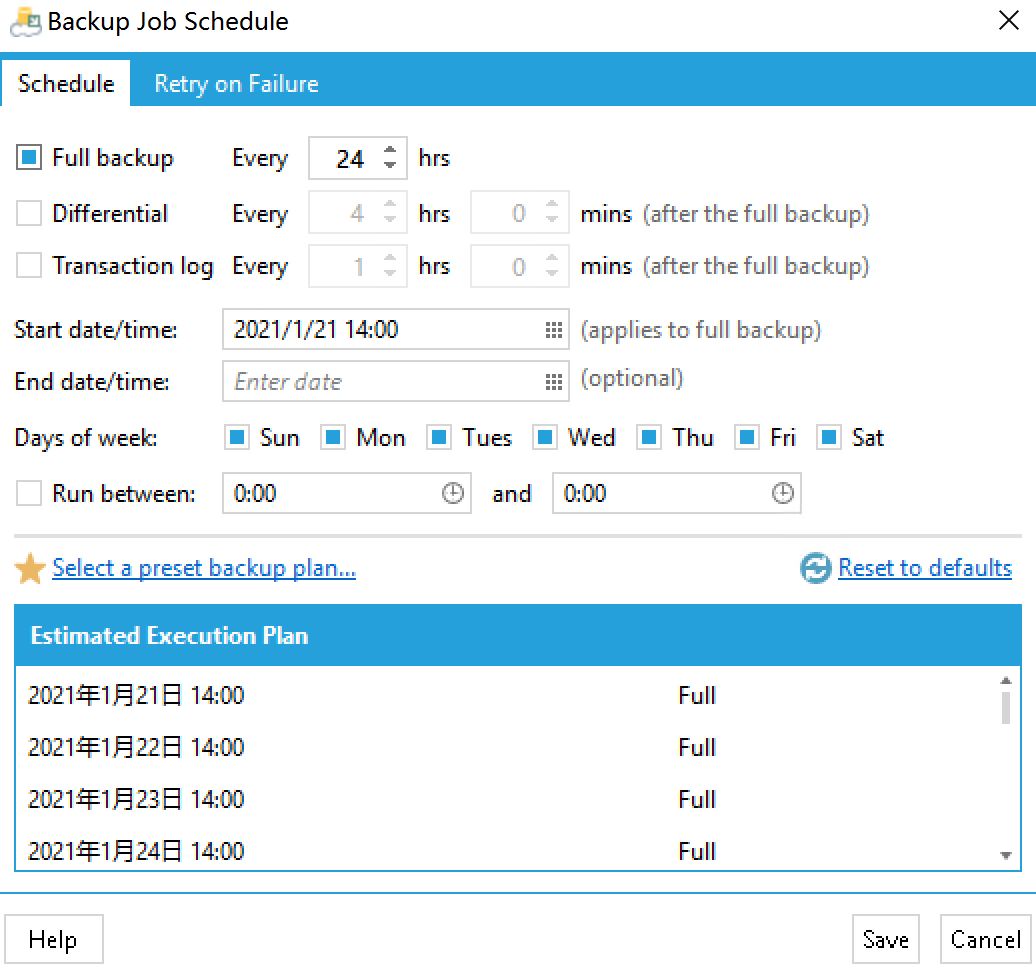 Backup Job Schedule
Schedule Retry on Failure
Full backup Every 24 hrs
Differential Every 4 hrs 0 mins (after the full backup)
Transaction log Every 1 hrs 0 mins (after the full backup)
Start date/time: 2021/1/21 14:00 (applies to full backup)
End date/time: Enter date (optional)
Days of week: Sun Mon Tues Wed Thu Fri Sat
Run between: 0:00 and 0:00
Select a preset backup plan... Reset to defaults
Estimated Execution Plan
2021年1月21日 14:00 Full
2021年1月22日 14:00 Full
2021年1月23日 14:00 Full
2021年1月24日 14:00 Full
Help Save Cancel